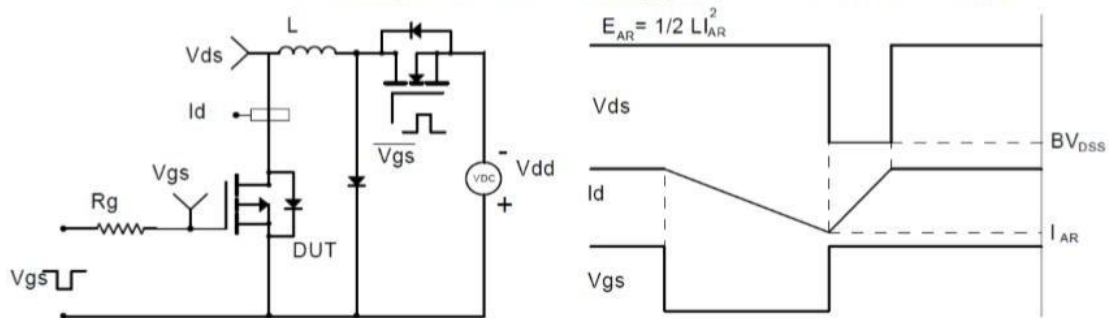 L
Vds
Id
Vgs
Vgs
Rg
DUT
Vgs
VDC
-
Vdd
+
E_AR = 1/2 LI_AR^2
Vds
BV_DSS
Id
I_AR
Vgs